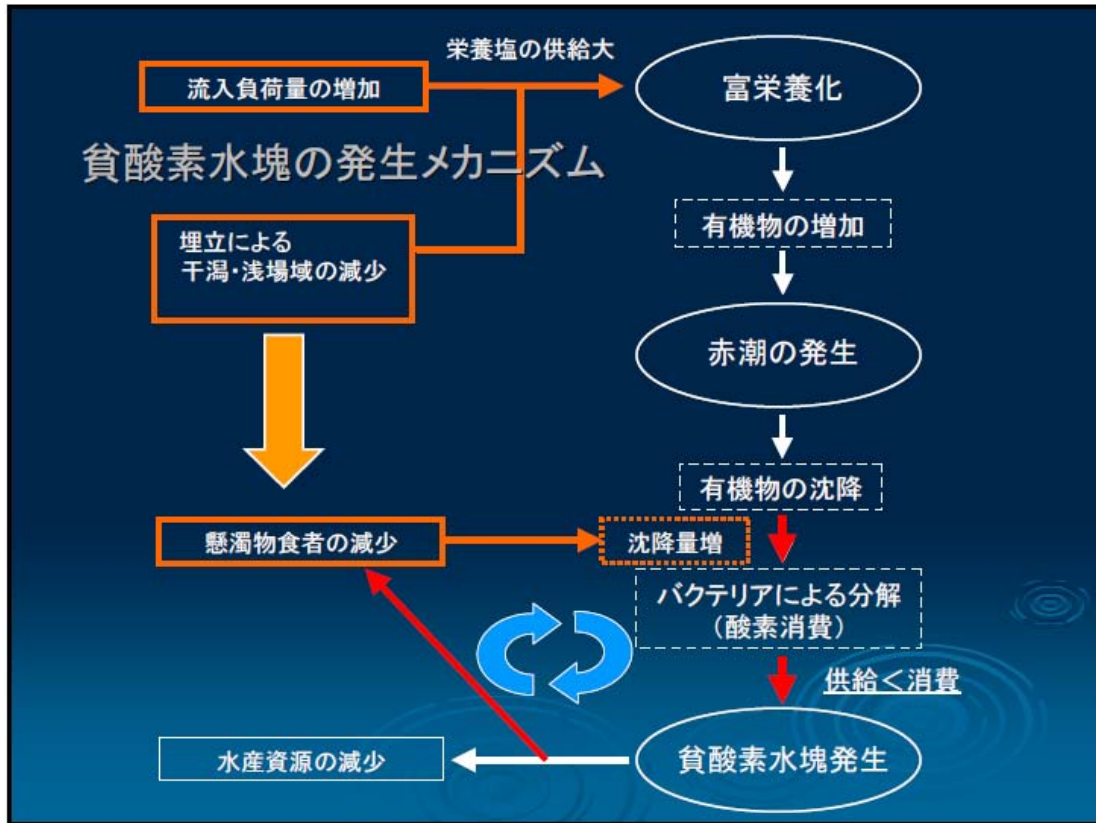 栄養塩の供給大
流入負荷量の増加
富栄養化
貧酸素水塊の発生メカニズム
有機物の増加
埋立による
干潟・浅場域の減少
赤潮の発生
有機物の沈降
懸濁物食者の減少
沈降量増
バクテリアによる分解
（酸素消費）
供給＜消費
水産資源の減少
貧酸素水塊発生